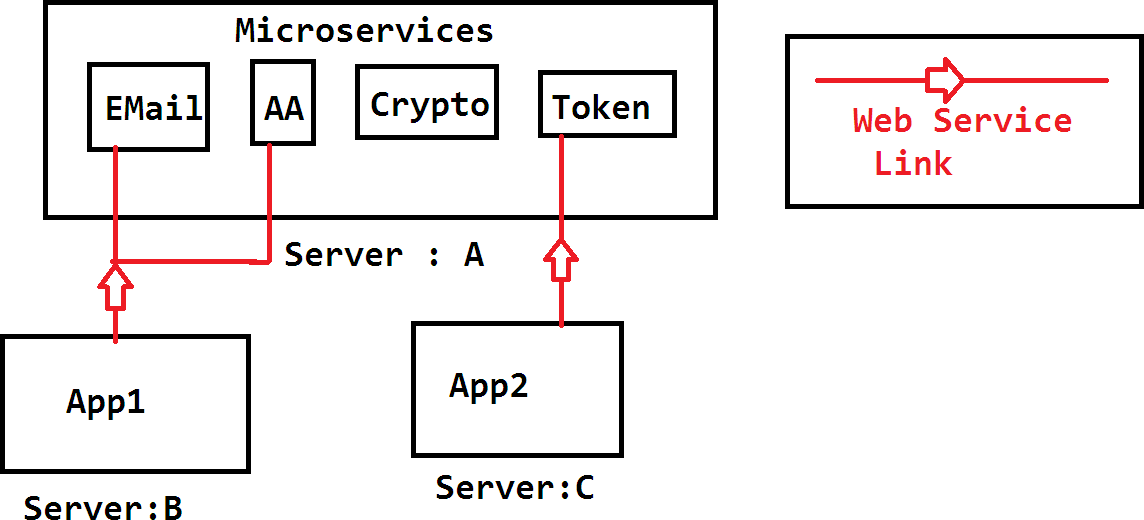 Microservices
EMail
AA
Crypto
Token
Web Service
Link
Server : A
App1
App2
Server:B
Server:C